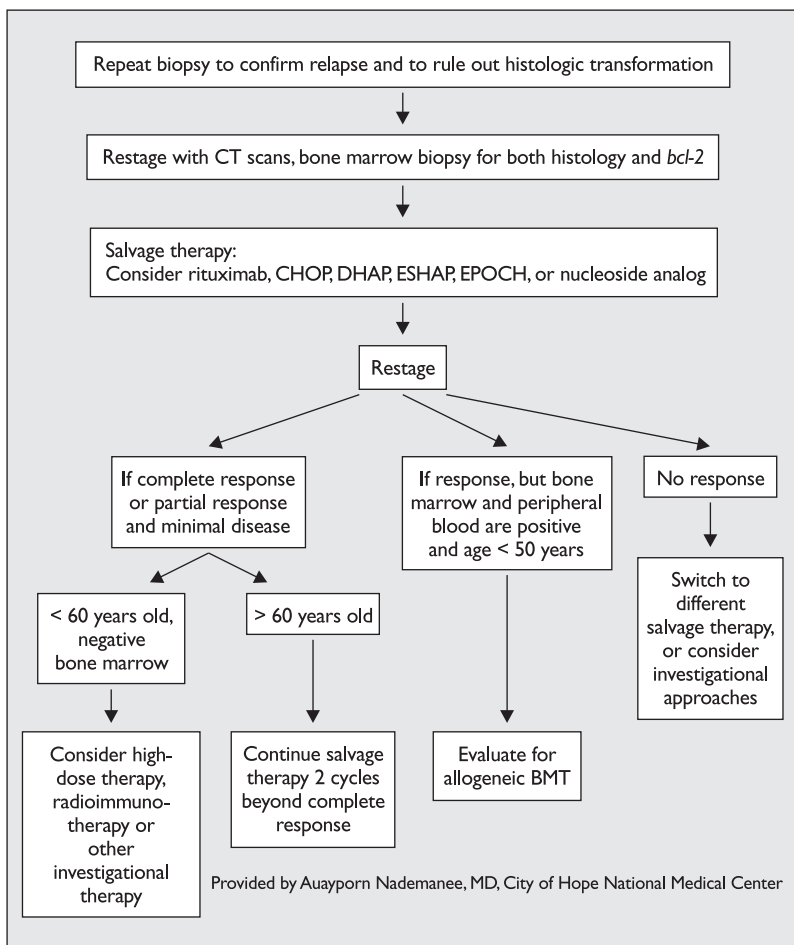 Repeat biopsy to confirm relapse and to rule out histologic transformation
Restage with CT scans, bone marrow biopsy for both histology and bcl-2
Salvage therapy:
Consider rituximab, CHOP, DHAP, ESHAP, EPOCH, or nucleoside analog
Restage
If complete response
or partial response
and minimal disease
If response, but bone
marrow and peripheral
blood are positive
and age < 50 years
No response
< 60 years old,
negative
bone marrow
> 60 years old
Switch to
different
salvage therapy,
or consider
investigational
approaches
Consider high-
dose therapy,
radioimmuno-
therapy or
other
investigational
therapy
Continue salvage
therapy 2 cycles
beyond complete
response
Evaluate for
allogeneic BMT
Provided by Auayporn Nademanee, MD, City of Hope National Medical Center